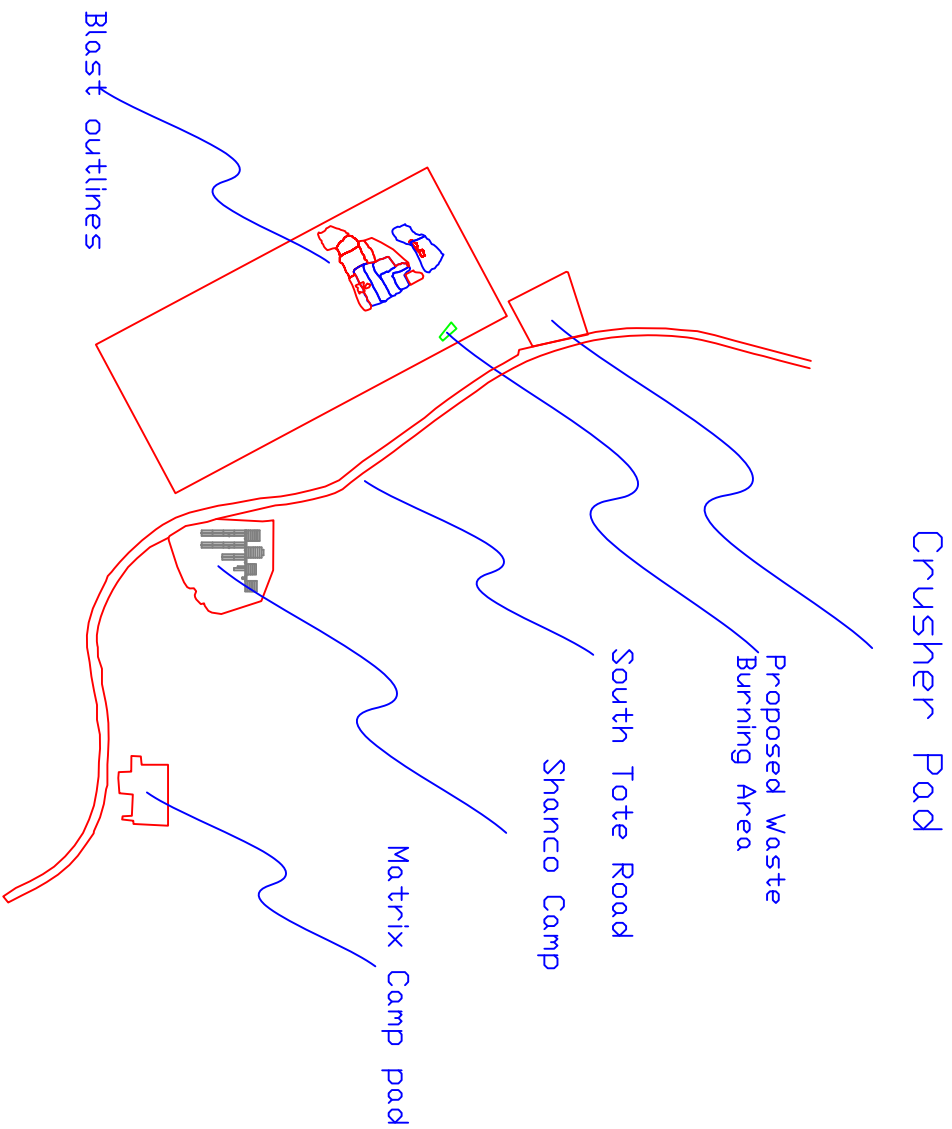 Crusher Pad
Proposed Waste
Burning Area
South Tote Road
Shanco Camp
Matrix Camp pad
Blast outlines